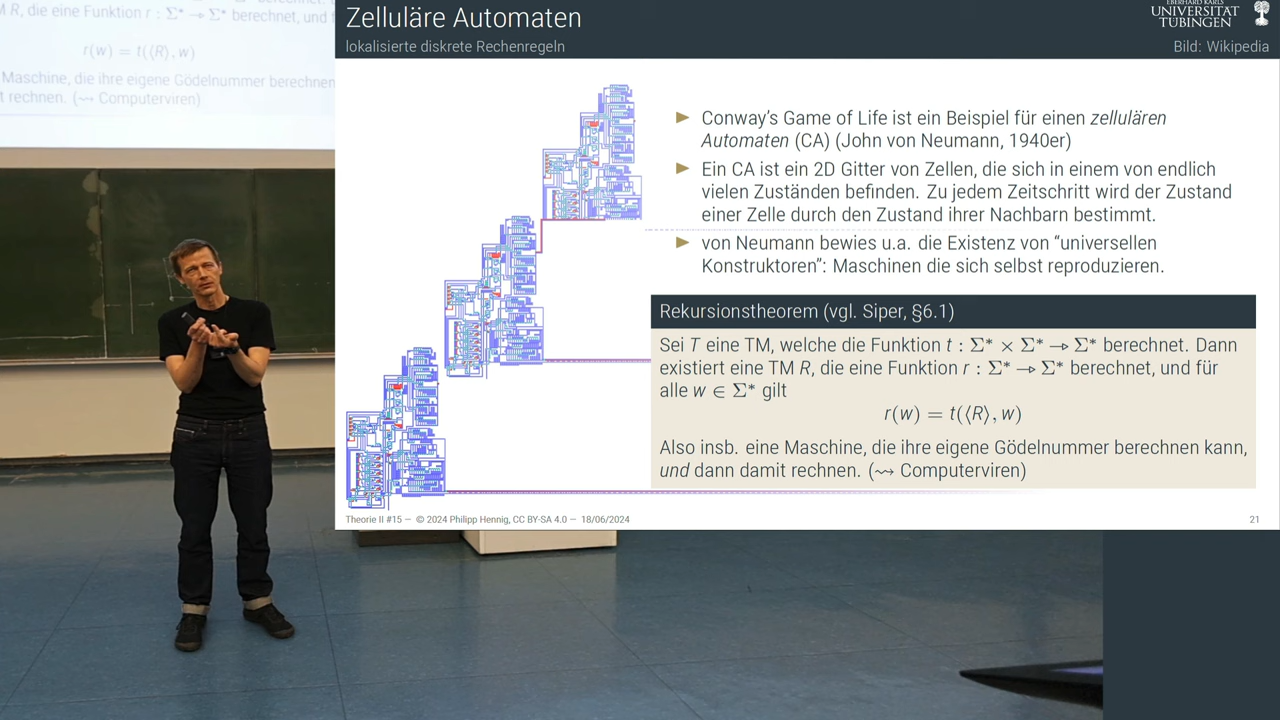 M R, die eine Funktion r : Σ* ⇀ Σ* berechnet, und f
r(w) = t(⟨R⟩, w)
Maschine, die ihre eigene Gödelnummer berechnen
t rechnen. (⇝ Computerviren)
Zelluläre Automaten
lokalisierte diskrete Rechenregeln
EBERHARD KARLS
UNIVERSITÄT
TÜBINGEN
Bild: Wikipedia
► Conway's Game of Life ist ein Beispiel für einen zellulären
Automaten (CA) (John von Neumann, 1940er)
► Ein CA ist ein 2D Gitter von Zellen, die sich in einem von endlich
vielen Zuständen befinden. Zu jedem Zeitschritt wird der Zustand
einer Zelle durch den Zustand ihrer Nachbarn bestimmt.
► von Neumann bewies u.a. die Existenz von “universellen
Konstruktoren”: Maschinen die sich selbst reproduzieren.
Rekursionstheorem (vgl. Siper, §6.1)
Sei T eine TM, welche die Funktion t : Σ* × Σ* ⇀ Σ* berechnet. Dann
existiert eine TM R, die eine Funktion r : Σ* ⇀ Σ* berechnet, und für
alle w ∈ Σ* gilt
r(w) = t(⟨R⟩, w)
Also insb. eine Maschine, die ihre eigene Gödelnummer berechnen kann,
und dann damit rechnen. (⇝ Computerviren)
Theorie II #15 — © 2024 Philipp Hennig, CC BY-SA 4.0 — 18/06/2024
21